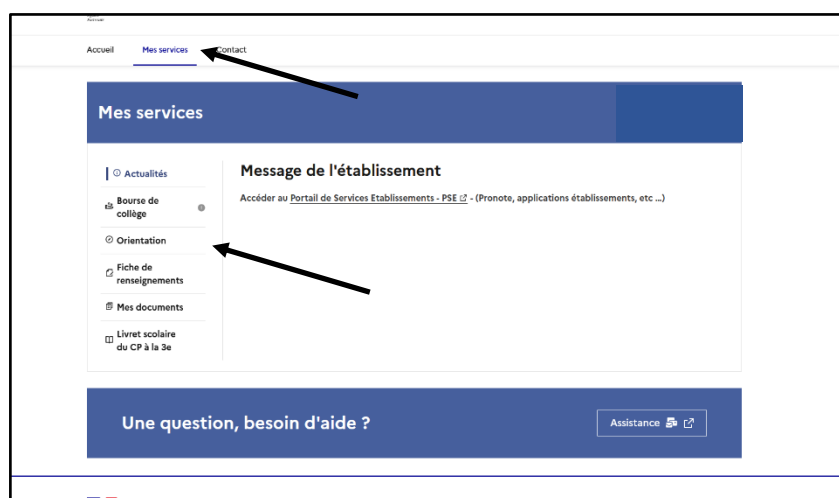 Accueil Mes services Contact
Mes services
Actualités
Bourse de
collège
Orientation
Fiche de
renseignements
Mes documents
Livret scolaire
du CP à la 3e
Message de l'établissement
Accéder au Portail de Services Etablissements - PSE - (Pronote, applications établissements, etc ...)
Une question, besoin d'aide ?
Assistance